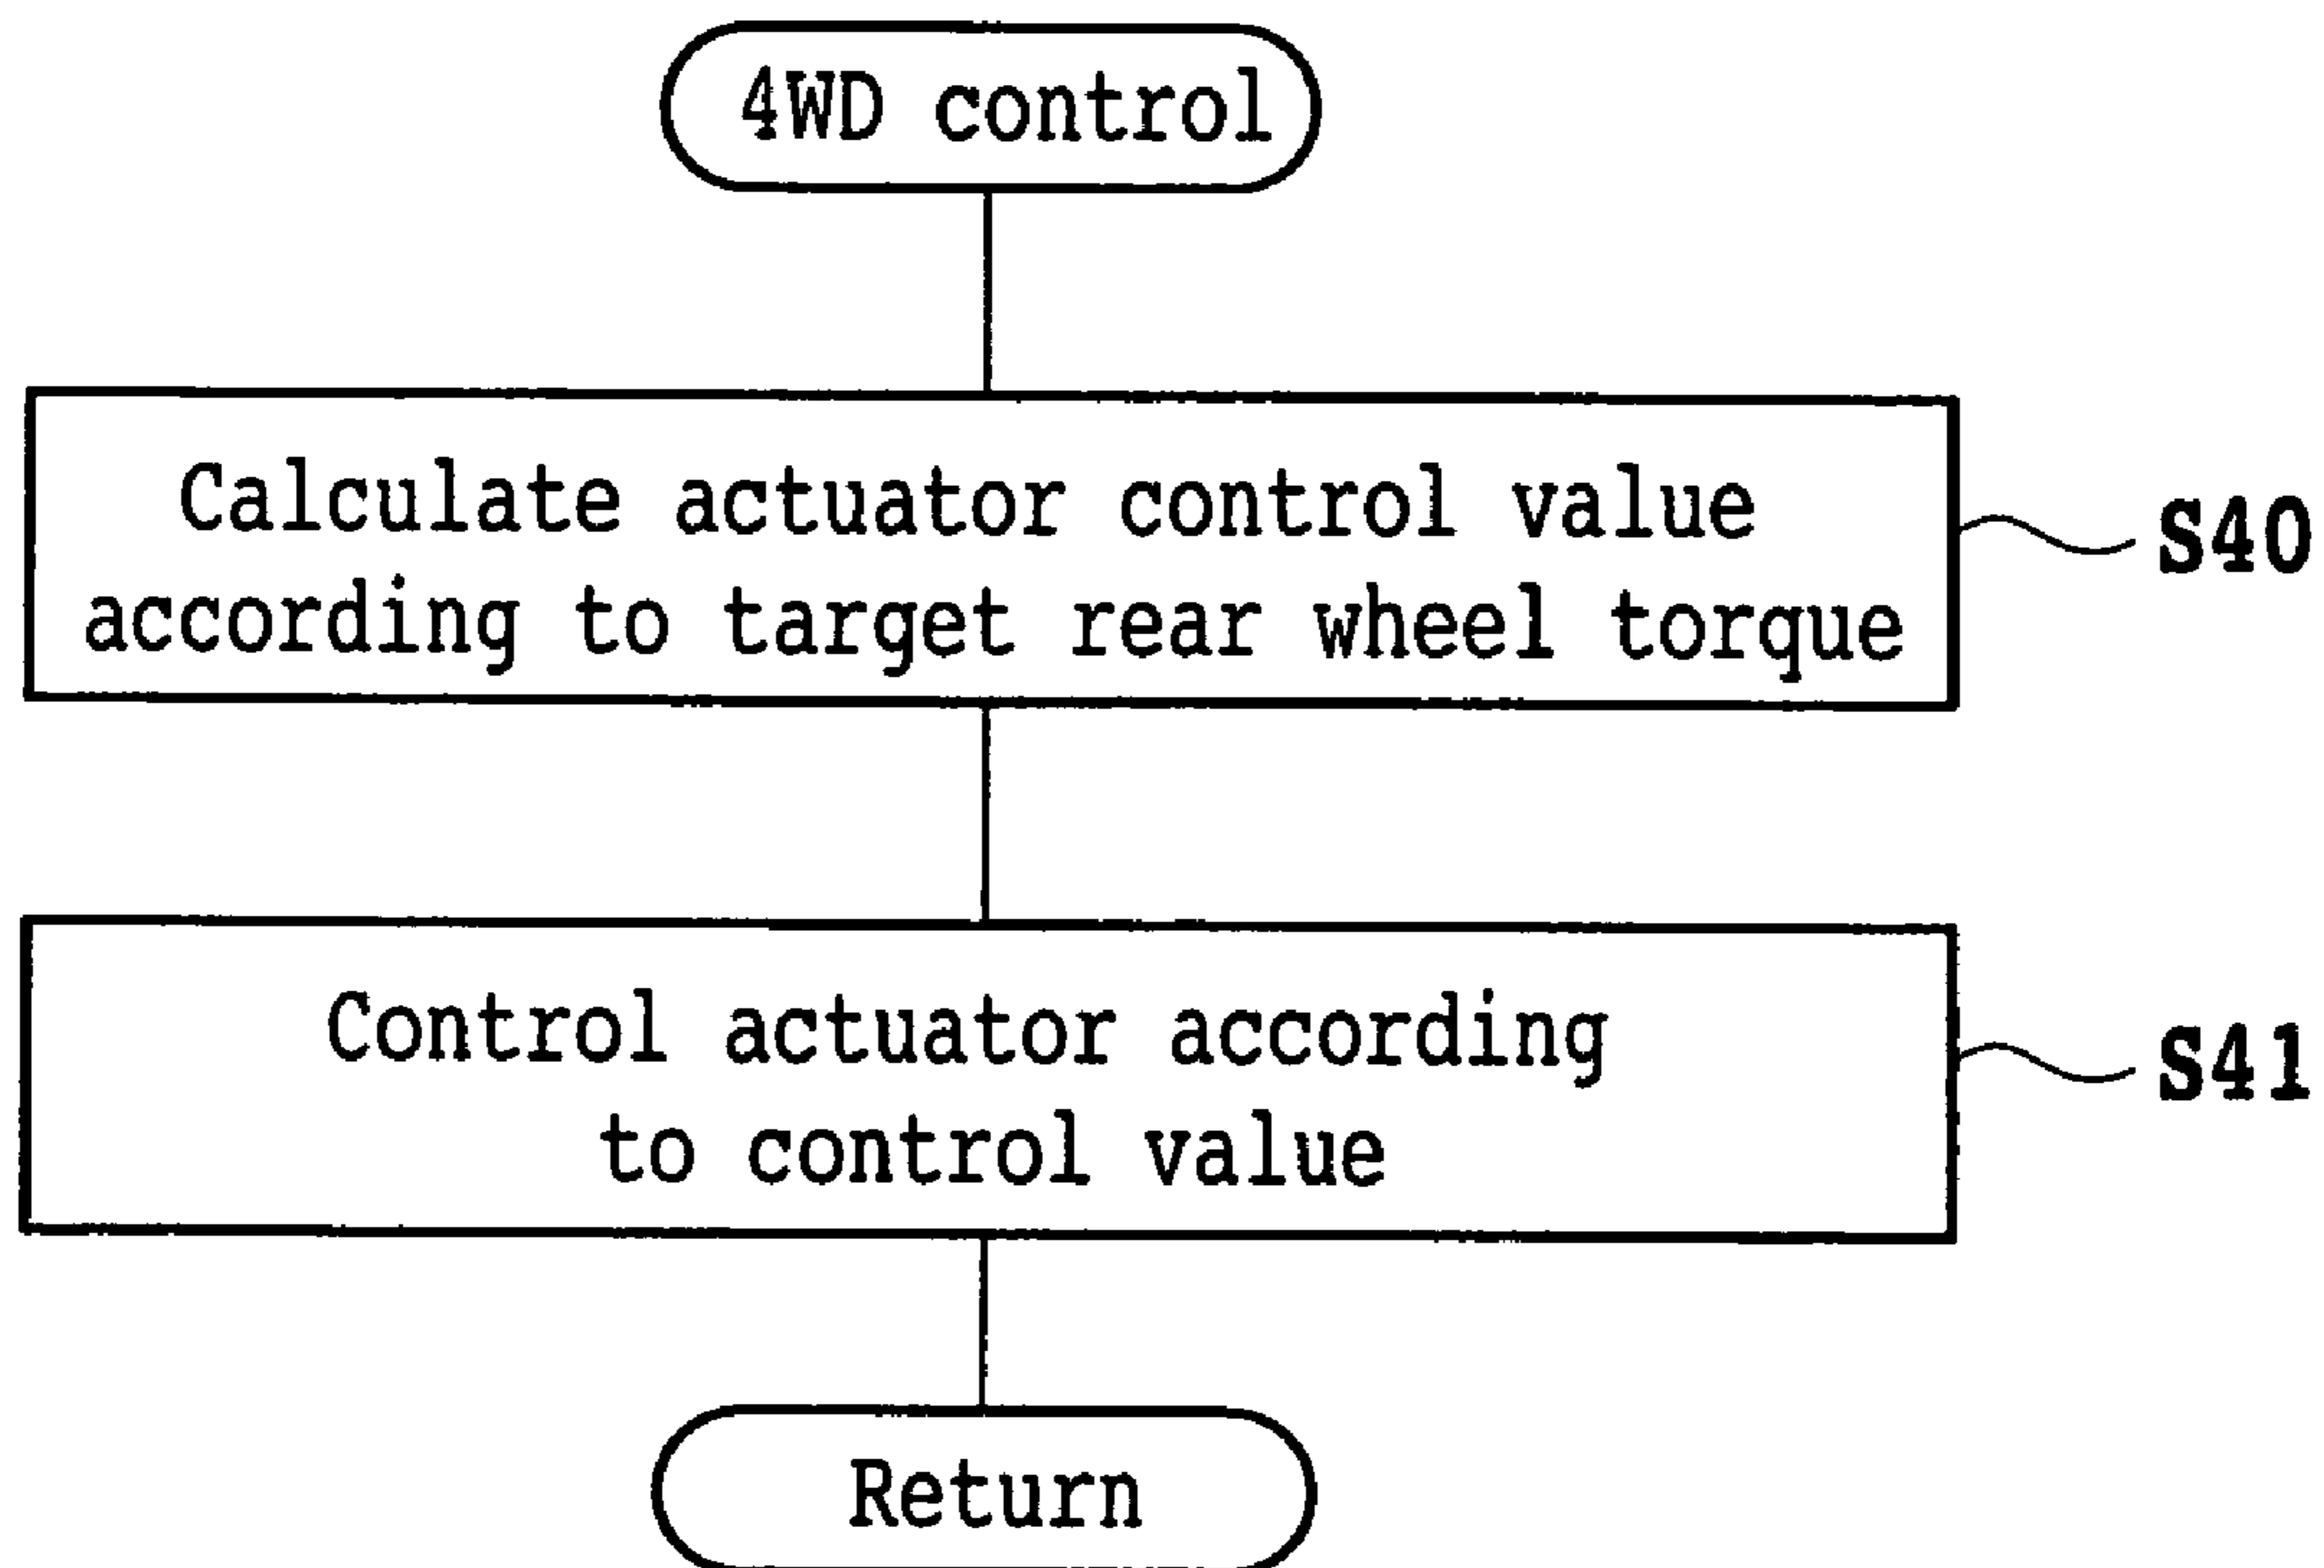 4WD control
Calculate actuator control value
according to target rear wheel torque
S40
Control actuator according
to control value
S41
Return